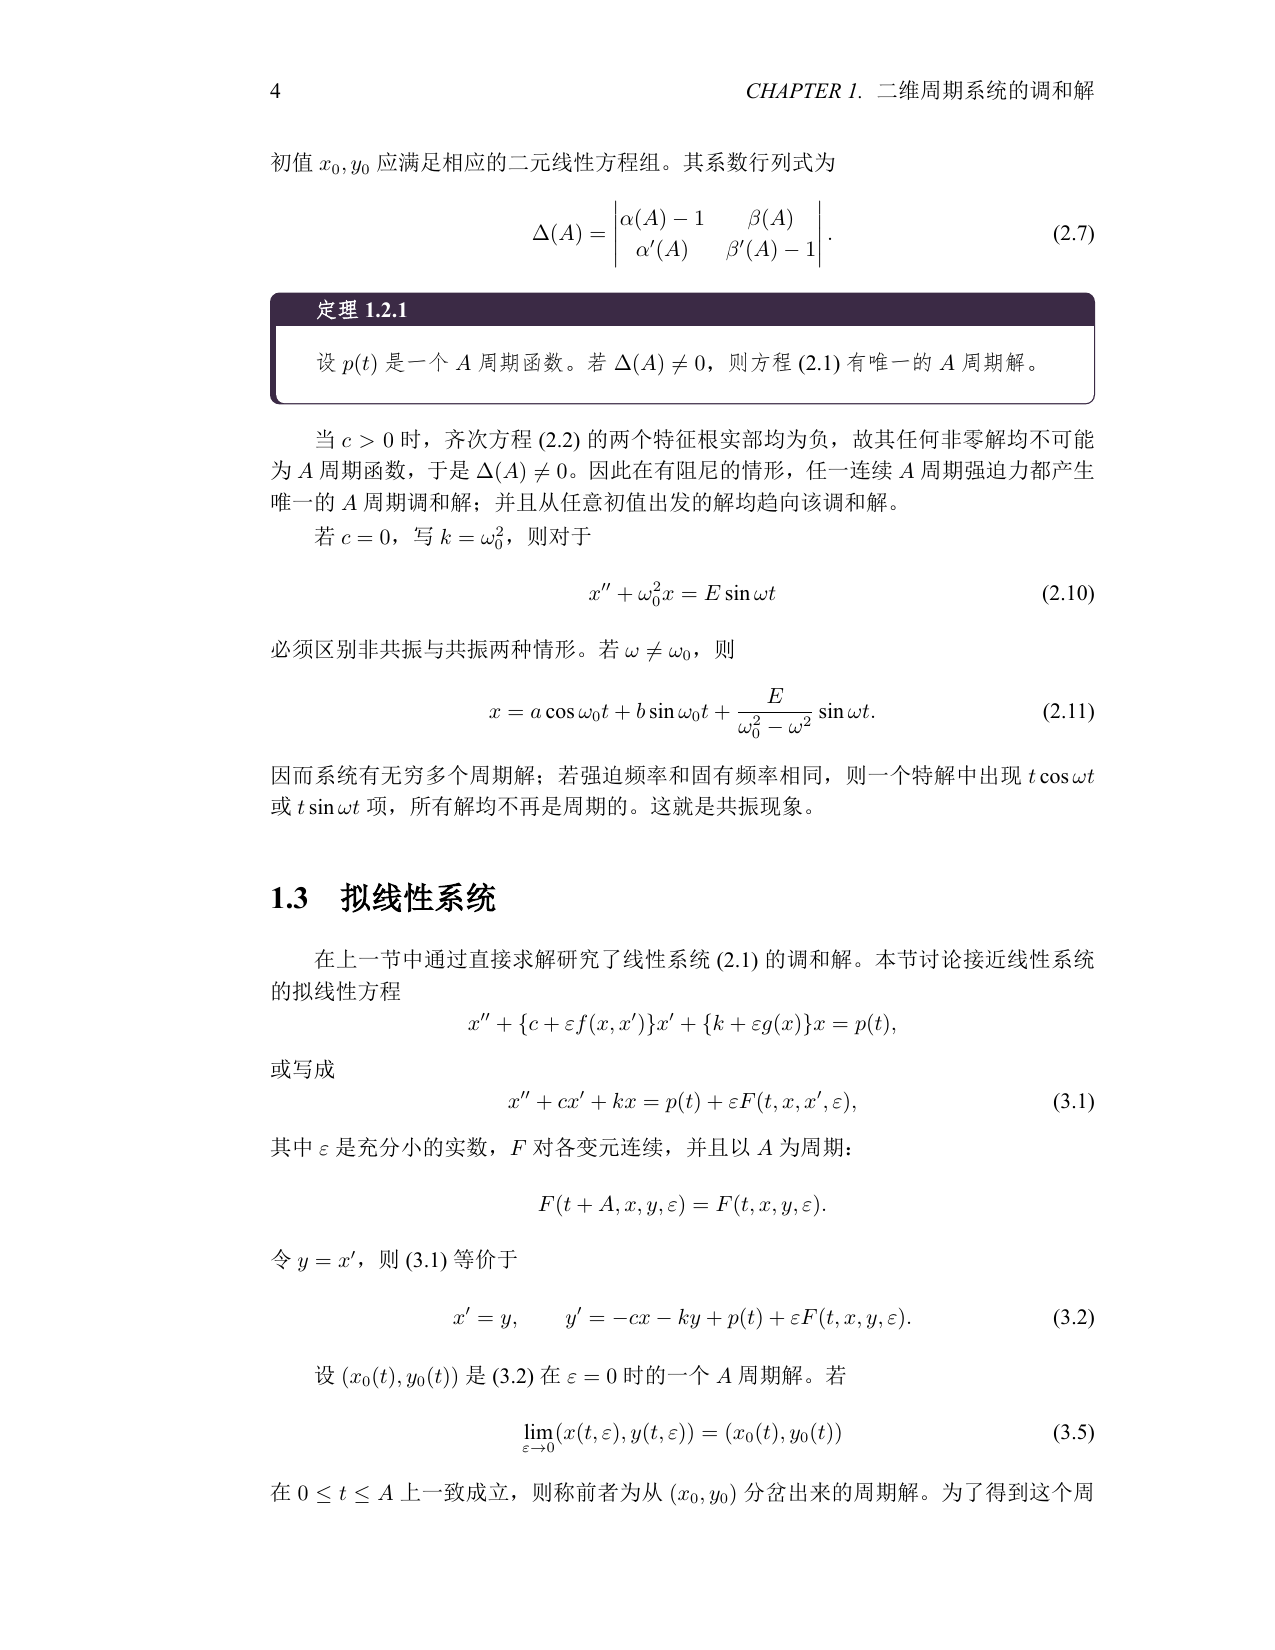 4 CHAPTER 1. 二维周期系统的调和解
初值 x₀, y₀ 应满足相应的二元线性方程组。其系数行列式为
Δ(A) = | α(A) − 1  β(A) ; α′(A)  β′(A) − 1 | . (2.7)
定理 1.2.1
设 p(t) 是一个 A 周期函数。若 Δ(A) ≠ 0，则方程 (2.1) 有唯一的 A 周期解。
当 c > 0 时，齐次方程 (2.2) 的两个特征根实部均为负，故其任何非零解均不可能
为 A 周期函数，于是 Δ(A) ≠ 0。因此在有阻尼的情形，任一连续 A 周期强迫力都产生
唯一的 A 周期调和解；并且从任意初值出发的解均趋向该调和解。
若 c = 0，写 k = ω₀²，则对于
x″ + ω₀²x = E sin ωt (2.10)
必须区别非共振与共振两种情形。若 ω ≠ ω₀，则
x = a cos ω₀t + b sin ω₀t + E/(ω₀² − ω²) sin ωt. (2.11)
因而系统有无穷多个周期解；若强迫频率和固有频率相同，则一个特解中出现 t cos ωt
或 t sin ωt 项，所有解均不再是周期的。这就是共振现象。
1.3 拟线性系统
在上一节中通过直接求解研究了线性系统 (2.1) 的调和解。本节讨论接近线性系统
的拟线性方程
x″ + {c + εf(x, x′)}x′ + {k + εg(x)}x = p(t),
或写成
x″ + cx′ + kx = p(t) + εF(t, x, x′, ε), (3.1)
其中 ε 是充分小的实数，F 对各变元连续，并且以 A 为周期：
F(t + A, x, y, ε) = F(t, x, y, ε).
令 y = x′，则 (3.1) 等价于
x′ = y,  y′ = −cx − ky + p(t) + εF(t, x, y, ε). (3.2)
设 (x₀(t), y₀(t)) 是 (3.2) 在 ε = 0 时的一个 A 周期解。若
lim_{ε→0}(x(t, ε), y(t, ε)) = (x₀(t), y₀(t)) (3.5)
在 0 ≤ t ≤ A 上一致成立，则称前者为从 (x₀, y₀) 分岔出来的周期解。为了得到这个周